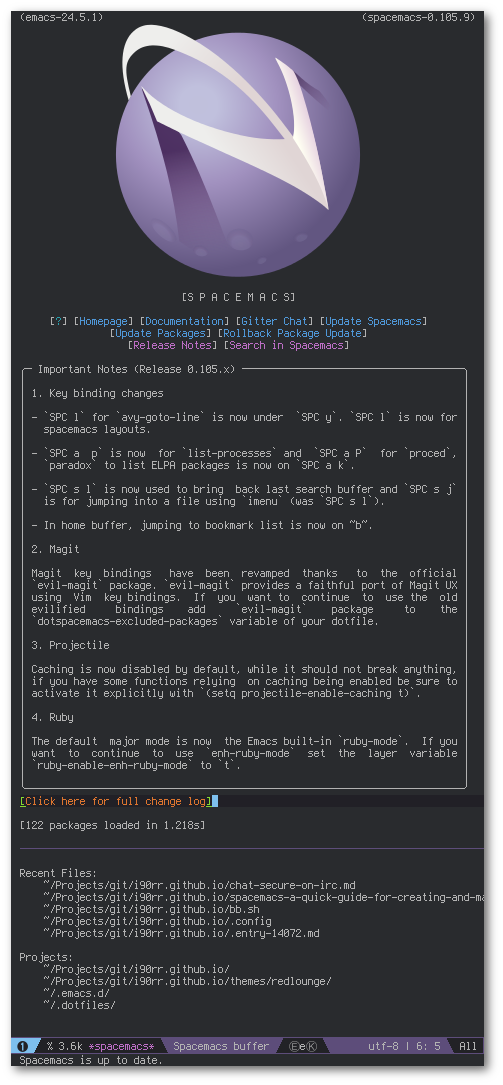 (emacs-24.5.1) (spacemacs-0.105.9)
[S P A C E M A C S]
[?] [Homepage] [Documentation] [Gitter Chat] [Update Spacemacs]
[Update Packages] [Rollback Package Update]
[Release Notes] [Search in Spacemacs]
Important Notes (Release 0.105.x)
1. Key binding changes
- `SPC l` for `avy-goto-line` is now under `SPC y`. `SPC l` is now for
spacemacs layouts.
- `SPC a p` is now for `list-processes` and `SPC a P` for `proced`,
`paradox` to list ELPA packages is now on `SPC a k`.
- `SPC s l` is now used to bring back last search buffer and `SPC s j`
is for jumping into a file using `imenu` (was `SPC s l`).
- In home buffer, jumping to bookmark list is now on ~b~.
2. Magit
Magit key bindings have been revamped thanks to the official
`evil-magit` package. `evil-magit` provides a faithful port of Magit UX
using Vim key bindings. If you want to continue to use the old
evilified bindings add `evil-magit` package to the
`dotspacemacs-excluded-packages` variable of your dotfile.
3. Projectile
Caching is now disabled by default, while it should not break anything,
if you have some functions relying on caching being enabled be sure to
activate it explicitly with `(setq projectile-enable-caching t)`.
4. Ruby
The default major mode is now the Emacs built-in `ruby-mode`. If you
want to continue to use `enh-ruby-mode` set the layer variable
`ruby-enable-enh-ruby-mode` to `t`.
[Click here for full change log]
[122 packages loaded in 1.218s]
Recent Files:
~/Projects/git/i90rr.github.io/chat-secure-on-irc.md
~/Projects/git/i90rr.github.io/spacemacs-a-quick-guide-for-creating-and-ma
~/Projects/git/i90rr.github.io/bb.sh
~/Projects/git/i90rr.github.io/.config
~/Projects/git/i90rr.github.io/.entry-14072.md
Projects:
~/Projects/git/i90rr.github.io/
~/Projects/git/i90rr.github.io/themes/redlounge/
~/.emacs.d/
~/.dotfiles/
❶ % 3.6k *spacemacs* Spacemacs buffer ⒺeⓀ utf-8 | 6: 5 All
Spacemacs is up to date.